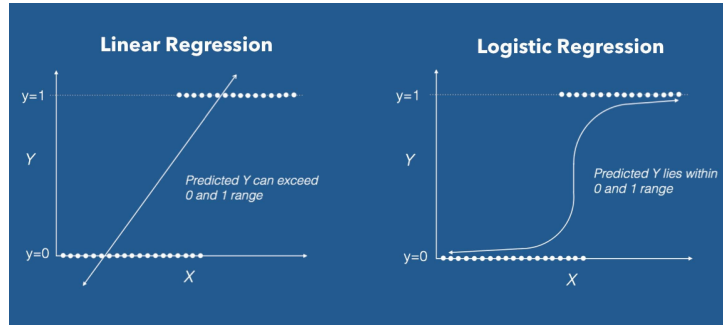 Linear Regression
y=1
Y
Predicted Y can exceed
0 and 1 range
y=0
X
Logistic Regression
y=1
Y
Predicted Y lies within
0 and 1 range
y=0
X